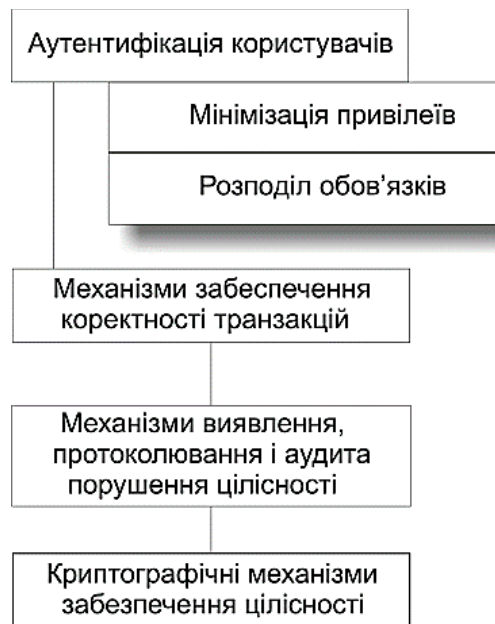 Аутентифікація користувачів
Мінімізація привілеїв
Розподіл обов’язків
Механізми забеспечення
коректності транзакцій
Механізми виявлення,
протоколювання і аудита
порушення цілісності
Криптографічні механізми
забезпечення цілісності